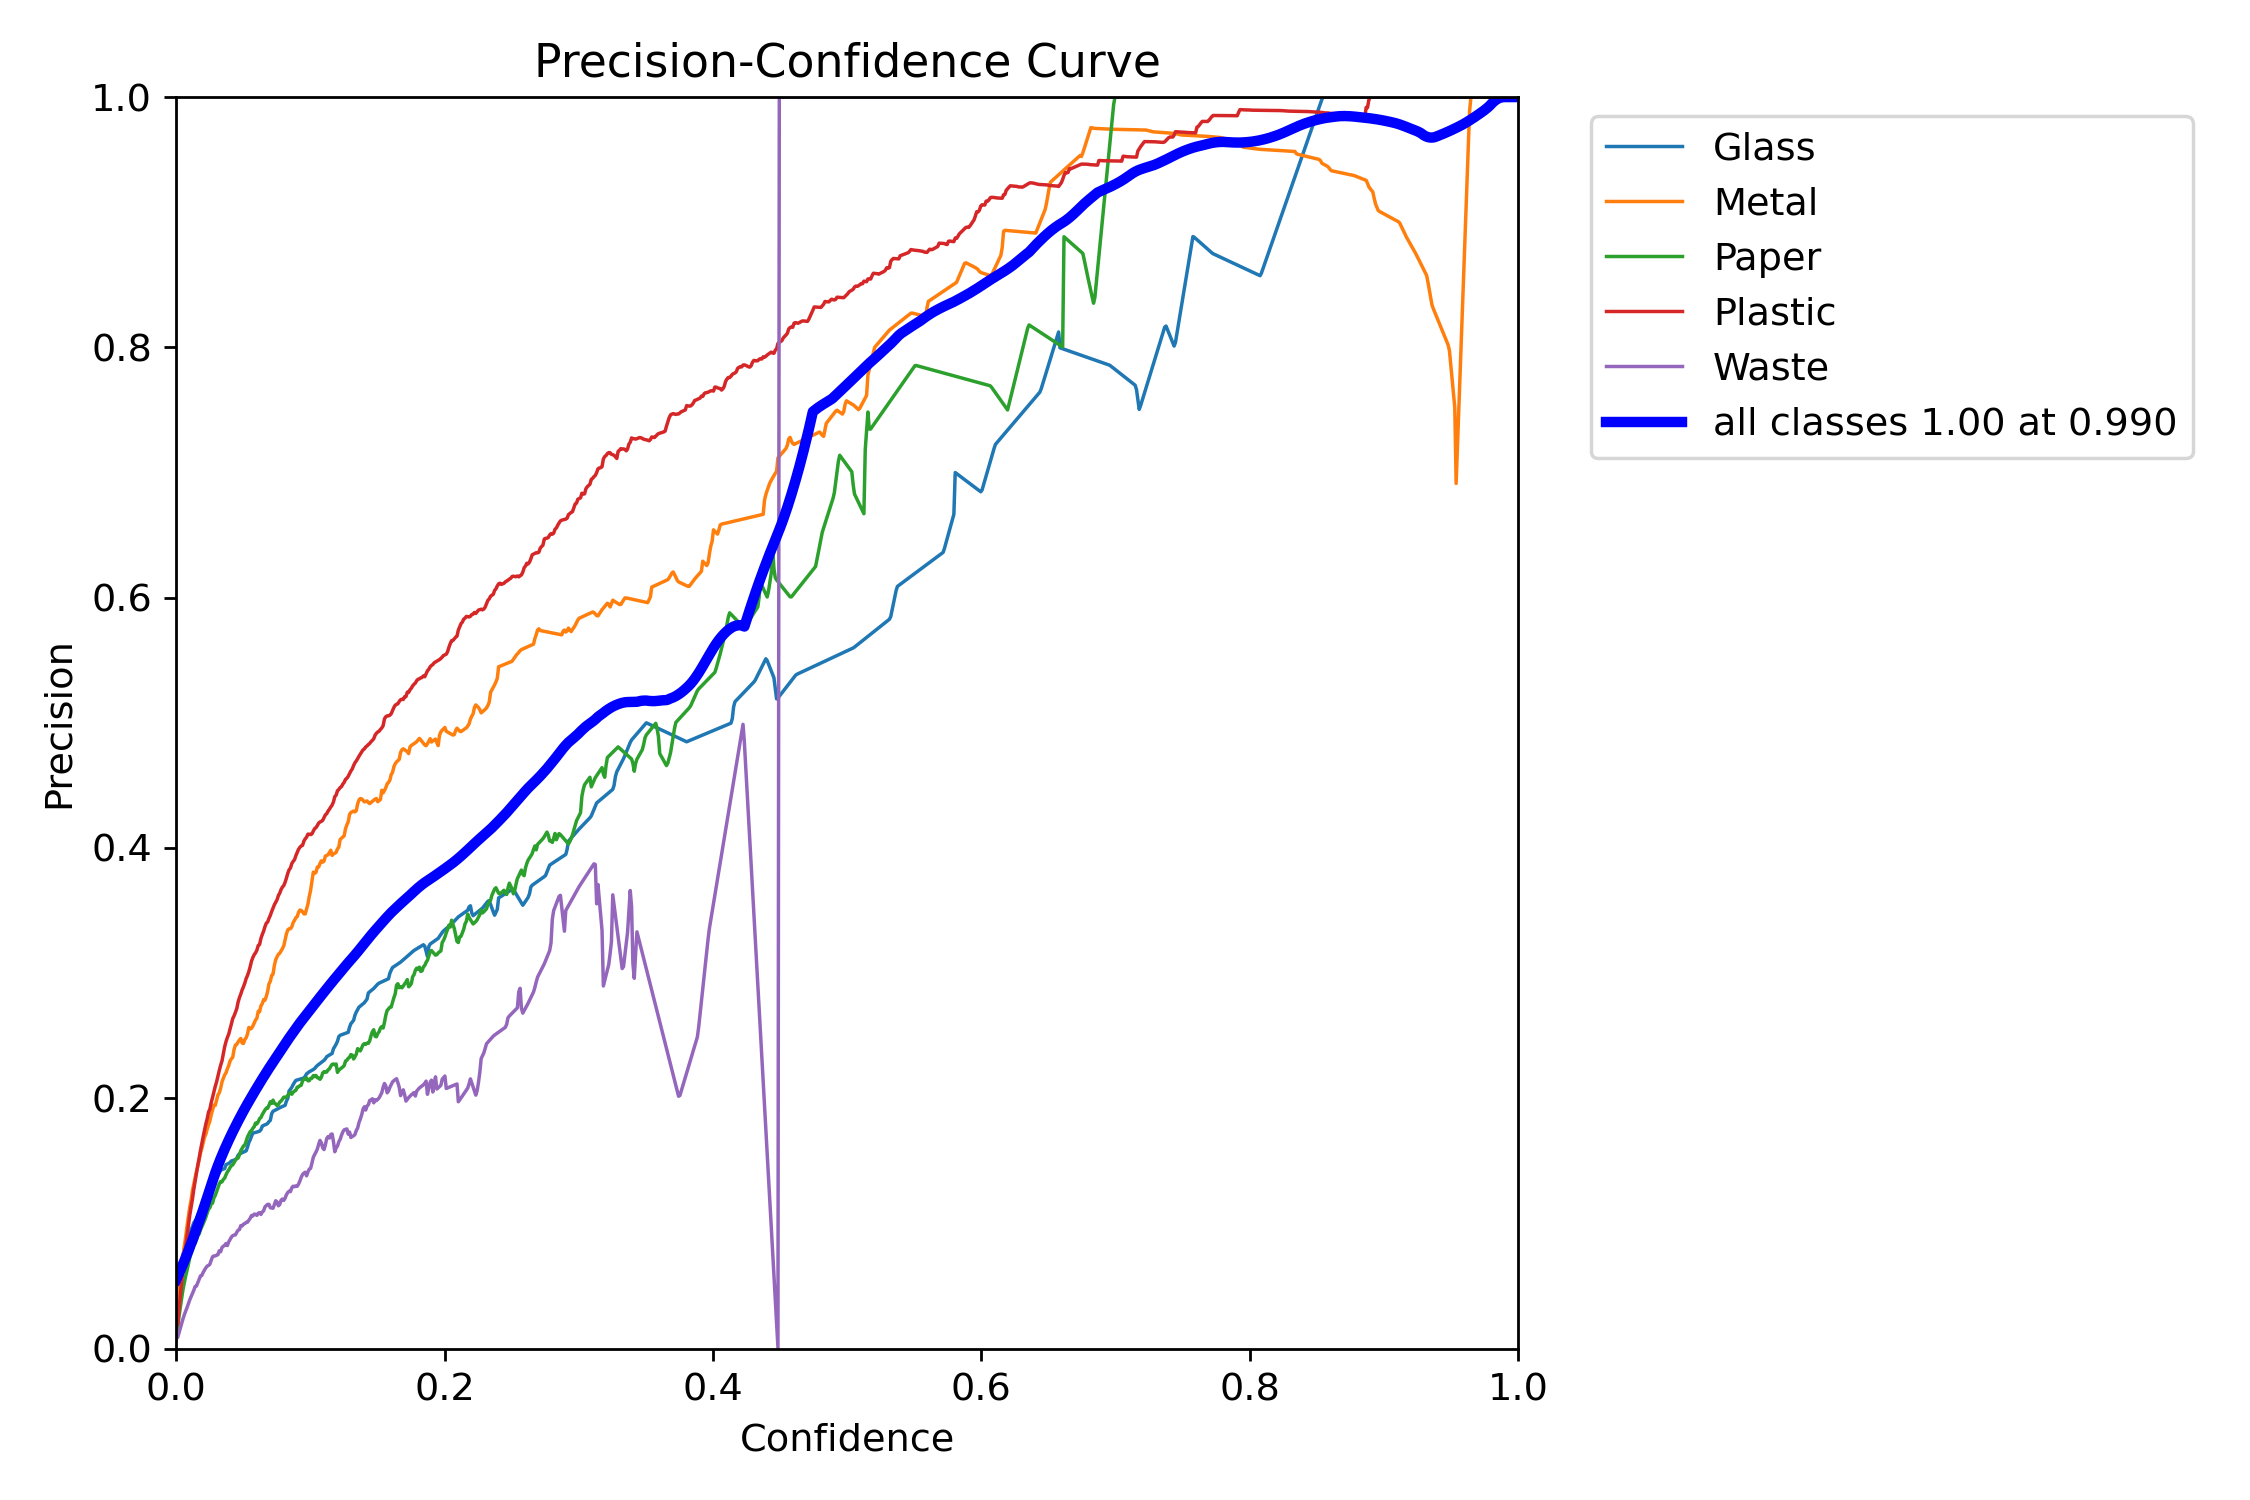 Precision-Confidence Curve
1.0
0.8
0.6
0.4
0.2
0.0
Precision
0.0 0.2 0.4 0.6 0.8 1.0
Confidence
Glass
Metal
Paper
Plastic
Waste
all classes 1.00 at 0.990